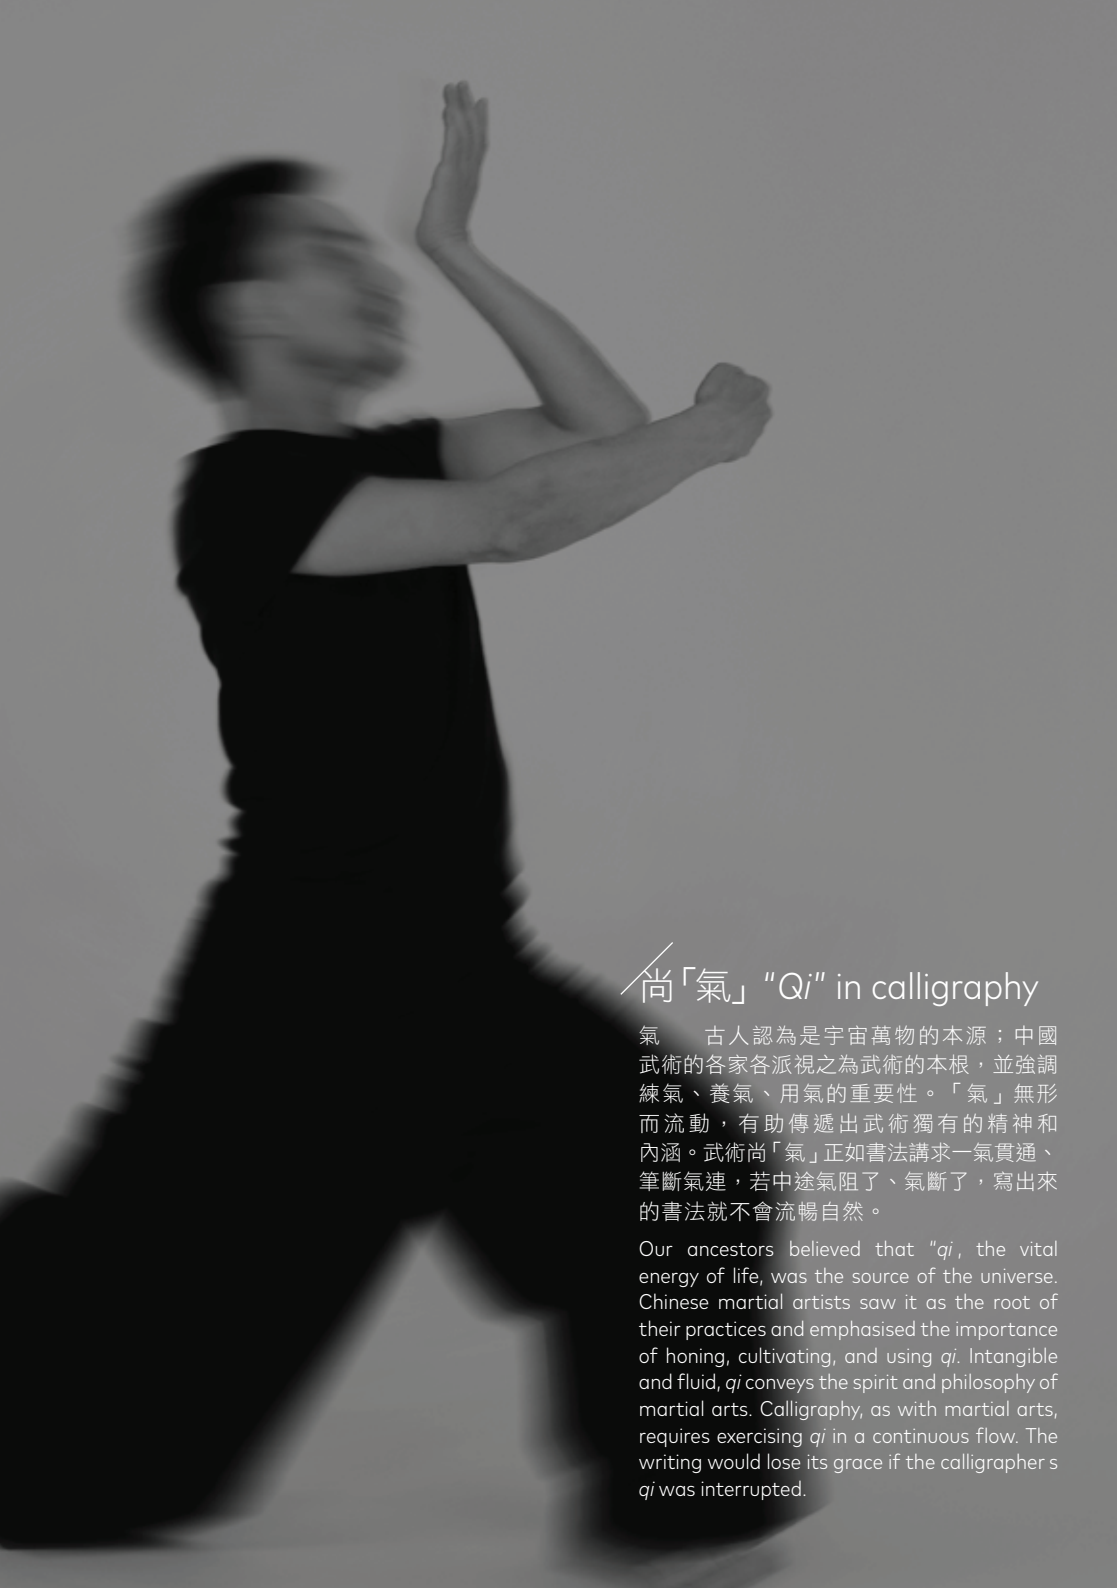 尚「氣」 “Qi” in calligraphy
氣　　古人認為是宇宙萬物的本源；中國
武術的各家各派視之為武術的本根，並強調
練氣、養氣、用氣的重要性。「氣」無形
而流動，有助傳遞出武術獨有的精神和
內涵。武術尚「氣」正如書法講求一氣貫通、
筆斷氣連，若中途氣阻了、氣斷了，寫出來
的書法就不會流暢自然。
Our ancestors believed that “qi , the vital
energy of life, was the source of the universe.
Chinese martial artists saw it as the root of
their practices and emphasised the importance
of honing, cultivating, and using qi. Intangible
and fluid, qi conveys the spirit and philosophy of
martial arts. Calligraphy, as with martial arts,
requires exercising qi in a continuous flow. The
writing would lose its grace if the calligrapher s
qi was interrupted.